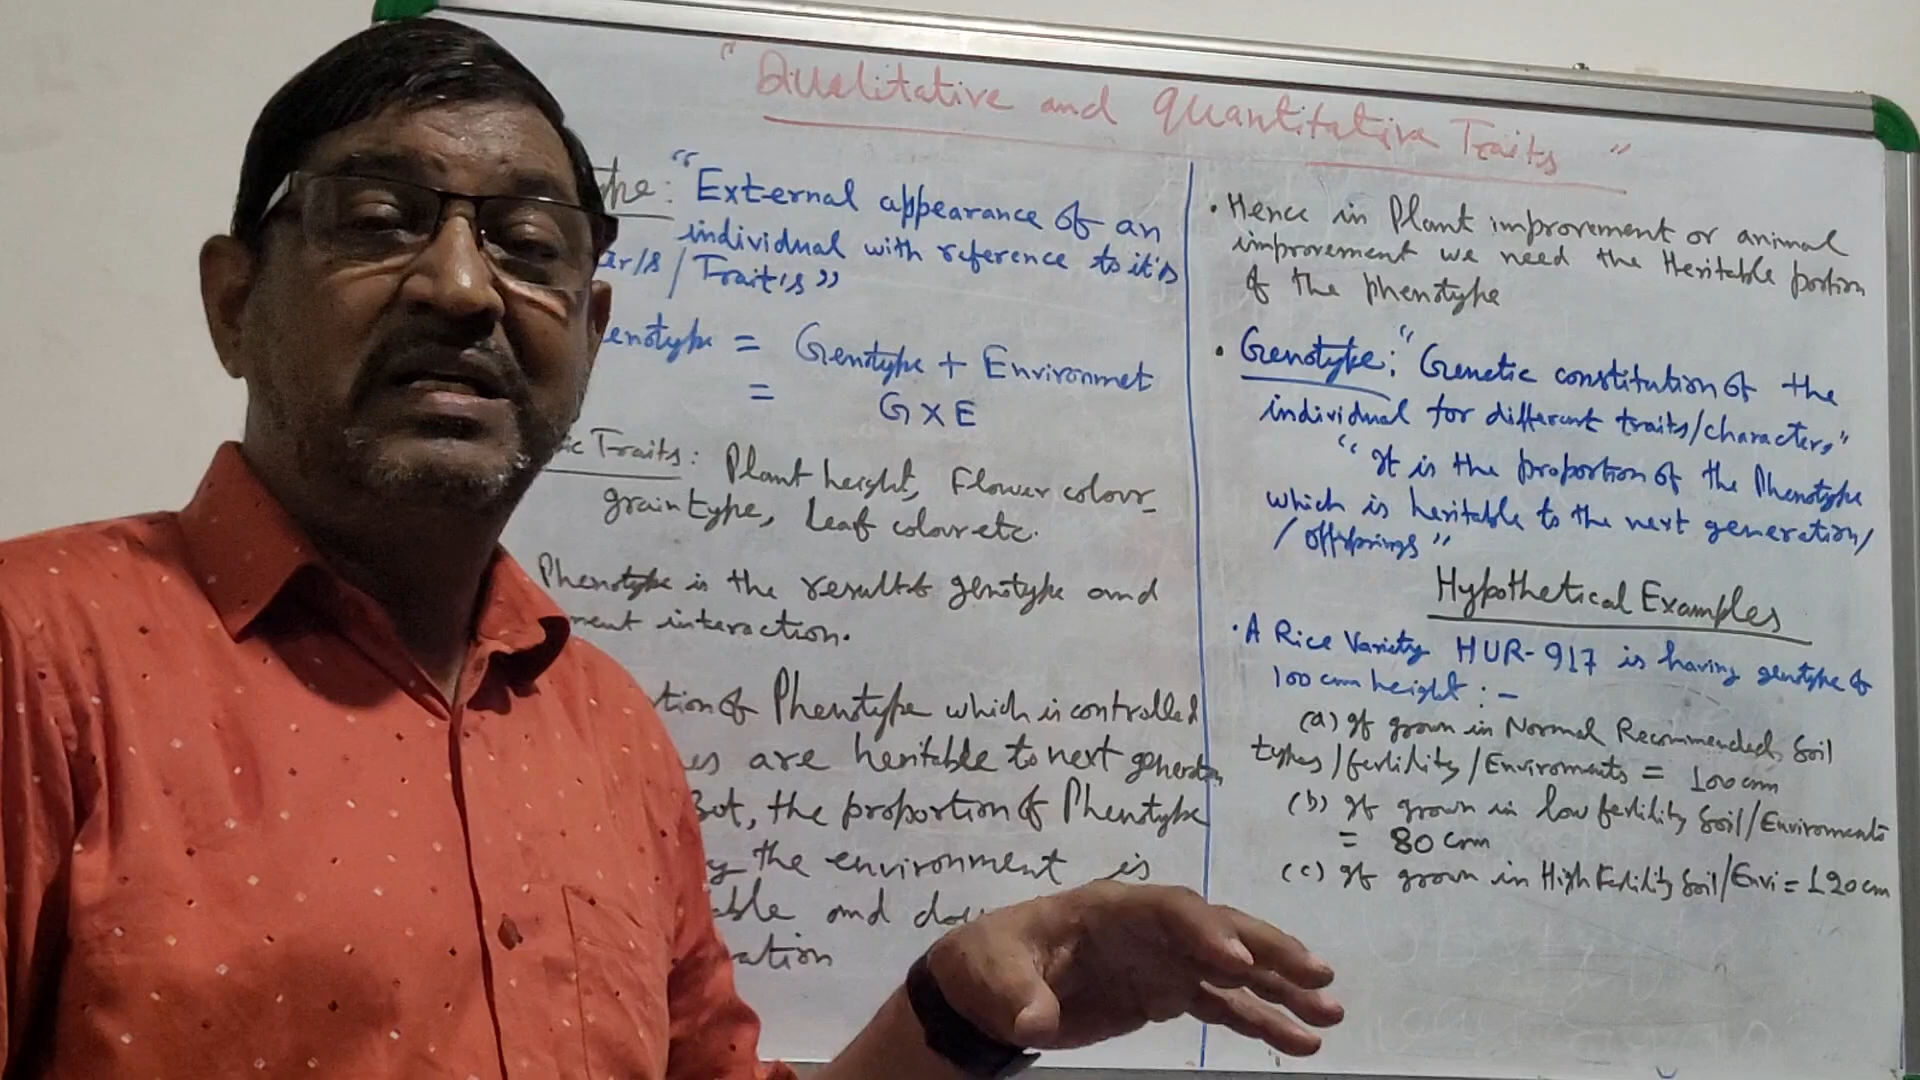 "Qualitative and Quantitative Traits"
"External appearance of an
individual with reference to it's
/ Trait's"
= Genotype + Environmet
= G X E
Traits: Plant height, Flower colour
grain type, Leaf colour etc.
Phenotype is the result of genotype and
interaction.
of Phenotype which is controlled
are heritable to next generation
But, the proportion of Phenotype
the environment is
and
• Hence in Plant improvement or animal
improvement we need the Heritable portion
of the phenotype
• Genotype: "Genetic constitution of the
individual for different traits/characters"
"It is the proportion of the Phenotype
which is heritable to the next generation/
/offsprings"
Hypothetical Examples
• A Rice Variety HUR-917 is having genotype of
100 cm height : -
(a) If grown in Normal Recommended Soil
types/fertility/Enviroments = 100 cm
(b) If grown in low fertility Soil/Enviroments
= 80 cm
(c) If grown in High Fertility Soil/Envi = 120 cm